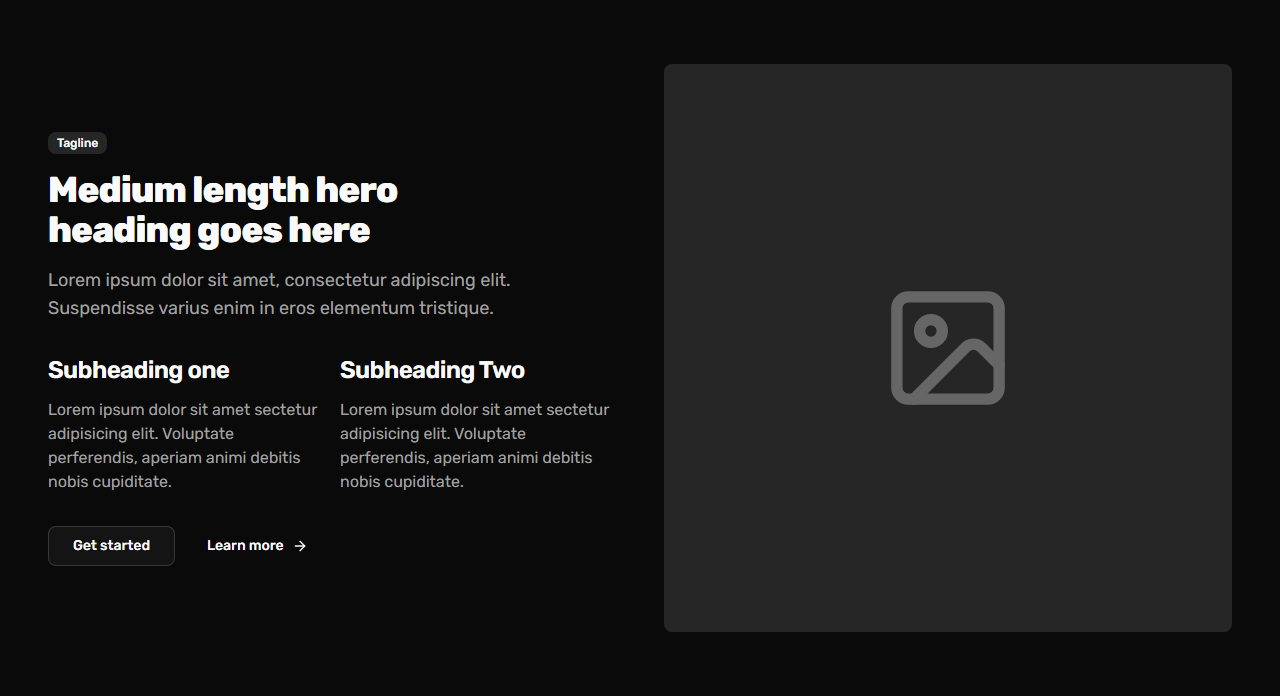 Tagline
Medium length hero
heading goes here
Lorem ipsum dolor sit amet, consectetur adipiscing elit.
Suspendisse varius enim in eros elementum tristique.
Subheading one
Lorem ipsum dolor sit amet sectetur
adipisicing elit. Voluptate
perferendis, aperiam animi debitis
nobis cupiditate.
Subheading Two
Lorem ipsum dolor sit amet sectetur
adipisicing elit. Voluptate
perferendis, aperiam animi debitis
nobis cupiditate.
Get started
Learn more